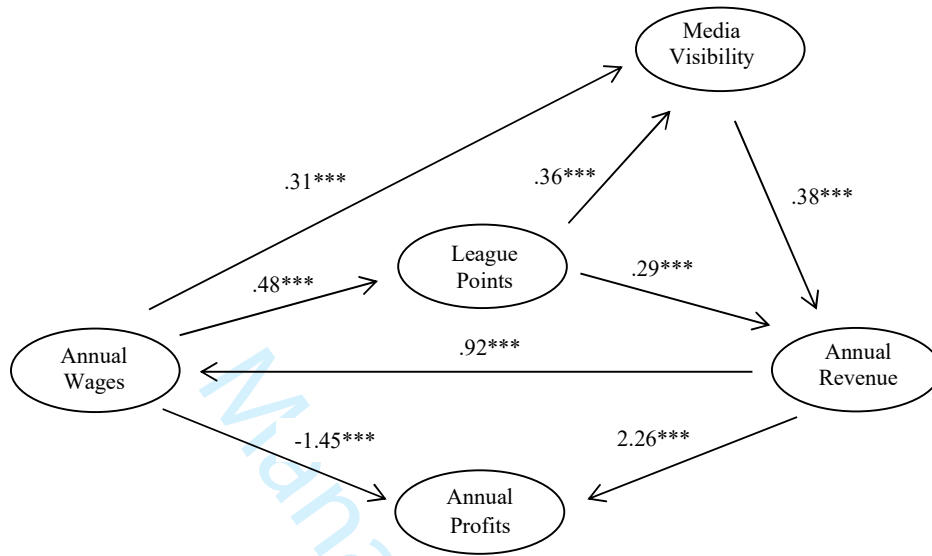 Media
Visibility
.31***
.36***
.38***
League
Points
.48***
.29***
Annual
Wages
.92***
Annual
Revenue
-1.45***
2.26***
Annual
Profits
Mana